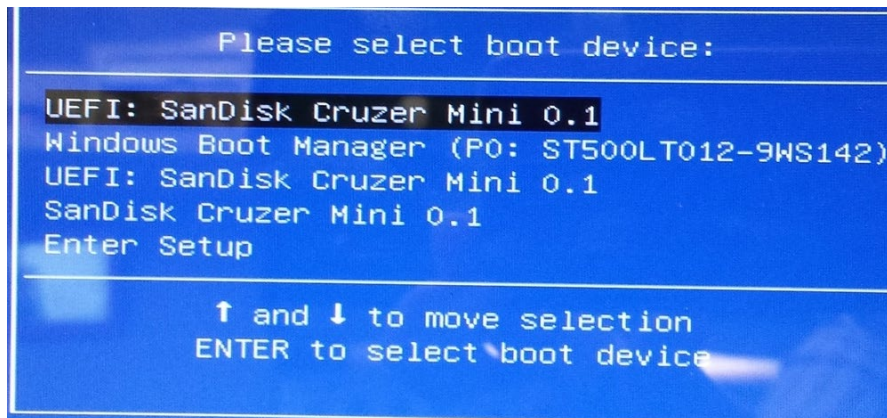 Please select boot device:
UEFI: SanDisk Cruzer Mini 0.1
Windows Boot Manager (P0: ST500LT012-9WS142)
UEFI: SanDisk Cruzer Mini 0.1
SanDisk Cruzer Mini 0.1
Enter Setup
↑ and ↓ to move selection
ENTER to select boot device